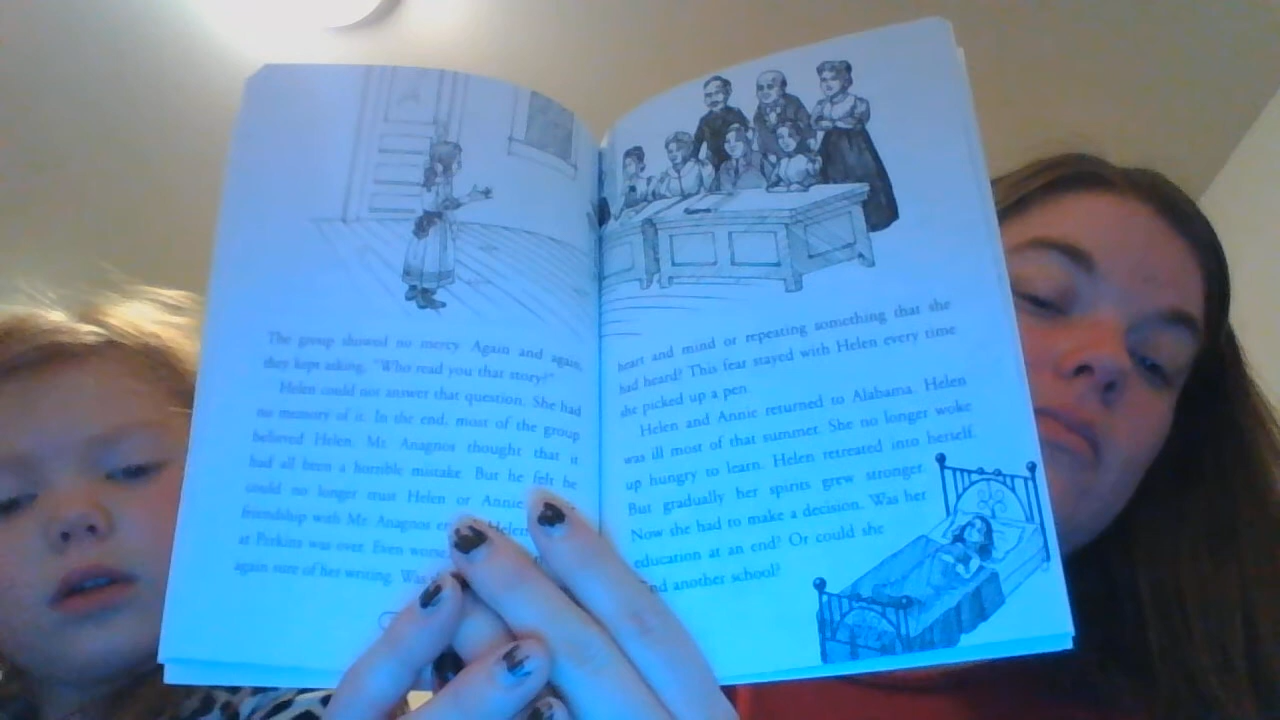 The group showed no mercy. Again and again,
they kept asking, "Who read you that story?"
Helen could not answer that question. She had
no memory of it. In the end, most of the group
believed Helen. Mr. Anagnos thought that it
had all been a horrible mistake. But he felt he
could no longer trust Helen or Annie
friendship with Mr. Anagnos Helen
at Perkins was over. Even worse
again sure of her writing. Was
heart and mind or repeating something that she
had heard? This fear stayed with Helen every time
she picked up a pen.
Helen and Annie returned to Alabama. Helen
was ill most of that summer. She no longer woke
up hungry to learn. Helen retreated into herself.
But gradually her spirits grew stronger.
Now she had to make a decision. Was her
education at an end? Or could she
another school?